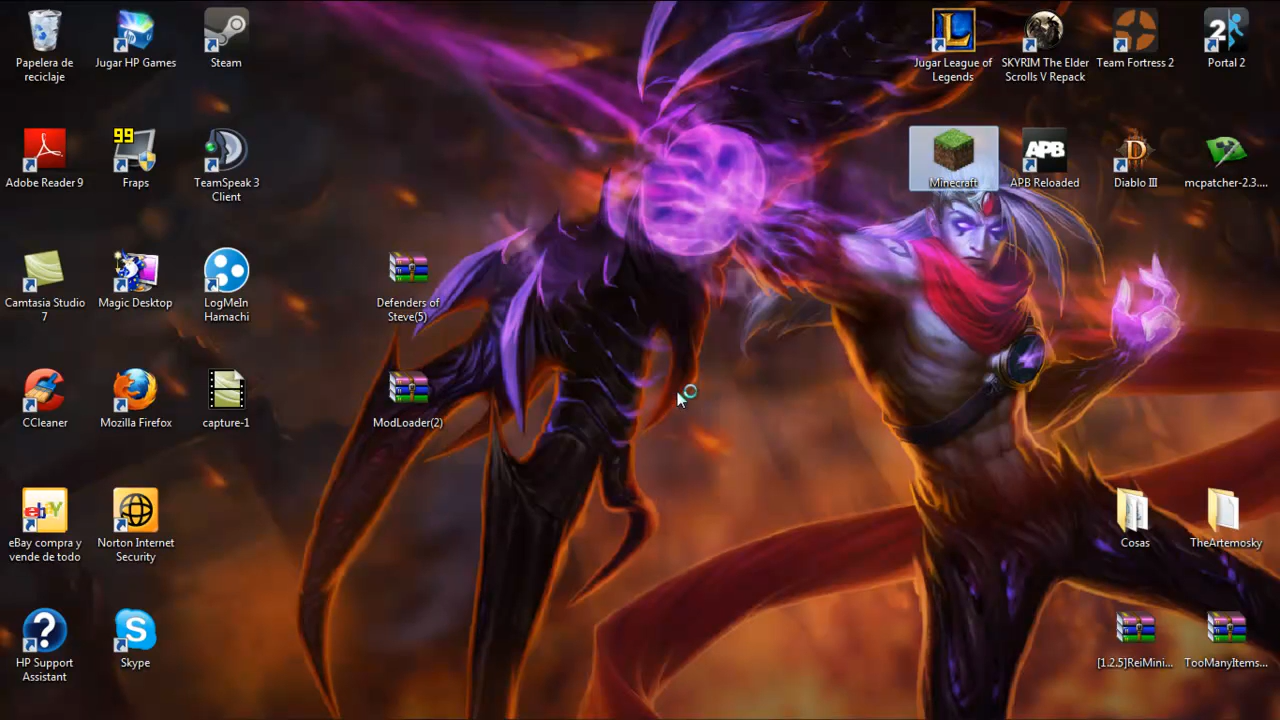 Papelera de
reciclaje
Jugar HP Games
Steam
Jugar League of
Legends
SKYRIM The Elder
Scrolls V Repack
Team Fortress 2
2
Portal 2
Adobe Reader 9
99
Fraps
TeamSpeak 3
Client
Minecraft
APB
APB Reloaded
Diablo III
mcpatcher-2.3....
Camtasia Studio
7
Magic Desktop
LogMeIn
Hamachi
Defenders of
Steve(5)
CCleaner
Mozilla Firefox
capture-1
ModLoader(2)
ebay
eBay compra y
vende de todo
Norton Internet
Security
Cosas
TheArtemosky
?
HP Support
Assistant
S
Skype
[1.2.5]ReiMini...
TooManyItems...